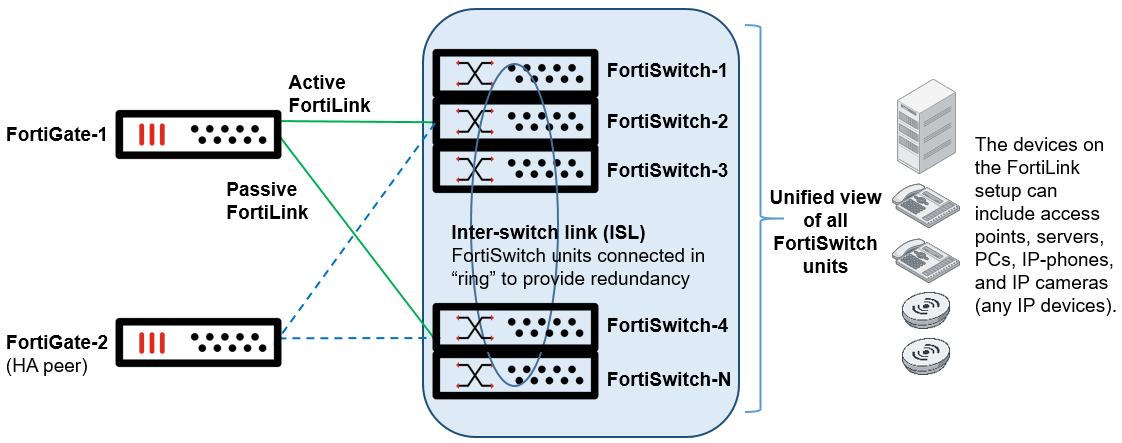 Active
FortiLink
FortiGate-1
Passive
FortiLink
FortiGate-2
(HA peer)
FortiSwitch-1
FortiSwitch-2
FortiSwitch-3
Inter-switch link (ISL)
FortiSwitch units connected in
“ring” to provide redundancy
FortiSwitch-4
FortiSwitch-N
Unified view
of all
FortiSwitch
units
The devices on
the FortiLink
setup can
include access
points, servers,
PCs, IP-phones,
and IP cameras
(any IP devices).